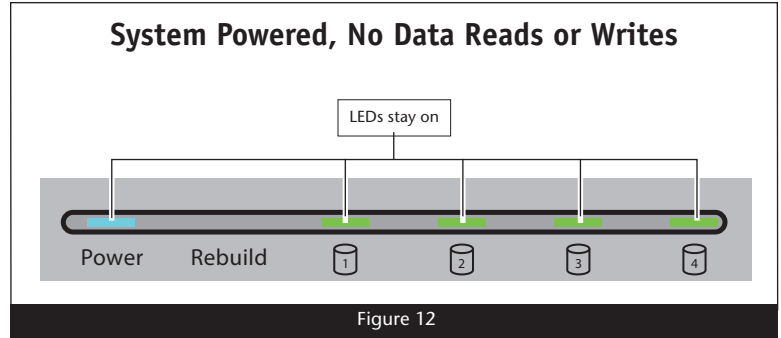 System Powered, No Data Reads or Writes
LEDs stay on
Power Rebuild 1 2 3 4
Figure 12